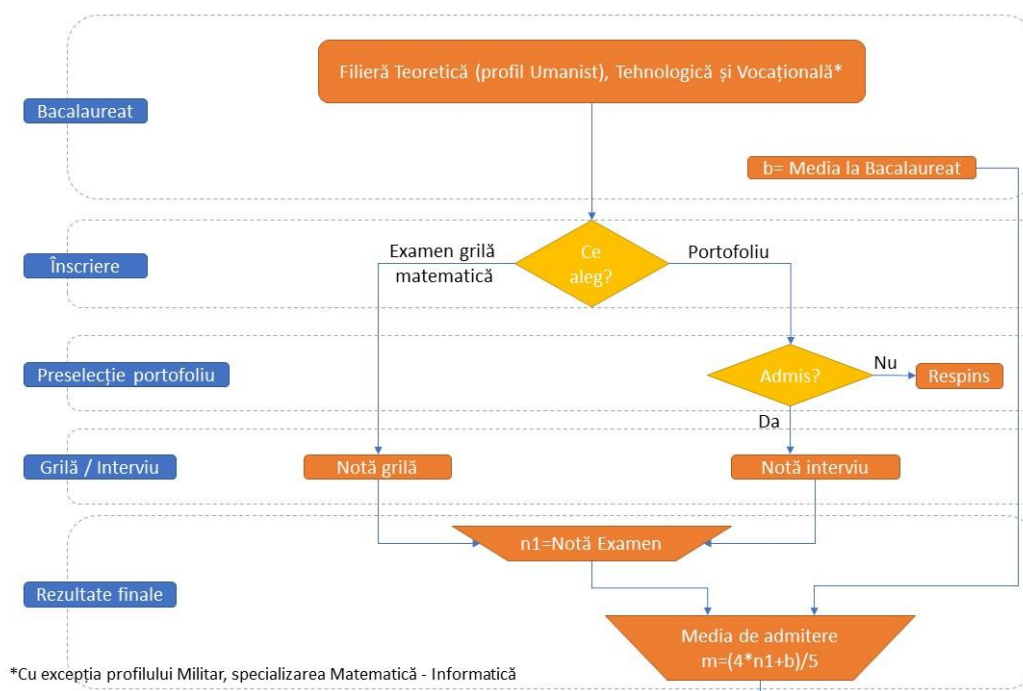 Filieră Teoretică (profil Umanist), Tehnologică și Vocațională*
Bacalaureat
b= Media la Bacalaureat
Examen grilă
matematică
Ce
aleg?
Portofoliu
Înscriere
Preselecție portofoliu
Admis?
Nu
Respins
Da
Grilă / Interviu
Notă grilă
Notă interviu
n1=Notă Examen
Rezultate finale
Media de admitere
m=(4*n1+b)/5
*Cu excepția profilului Militar, specializarea Matematică - Informatică